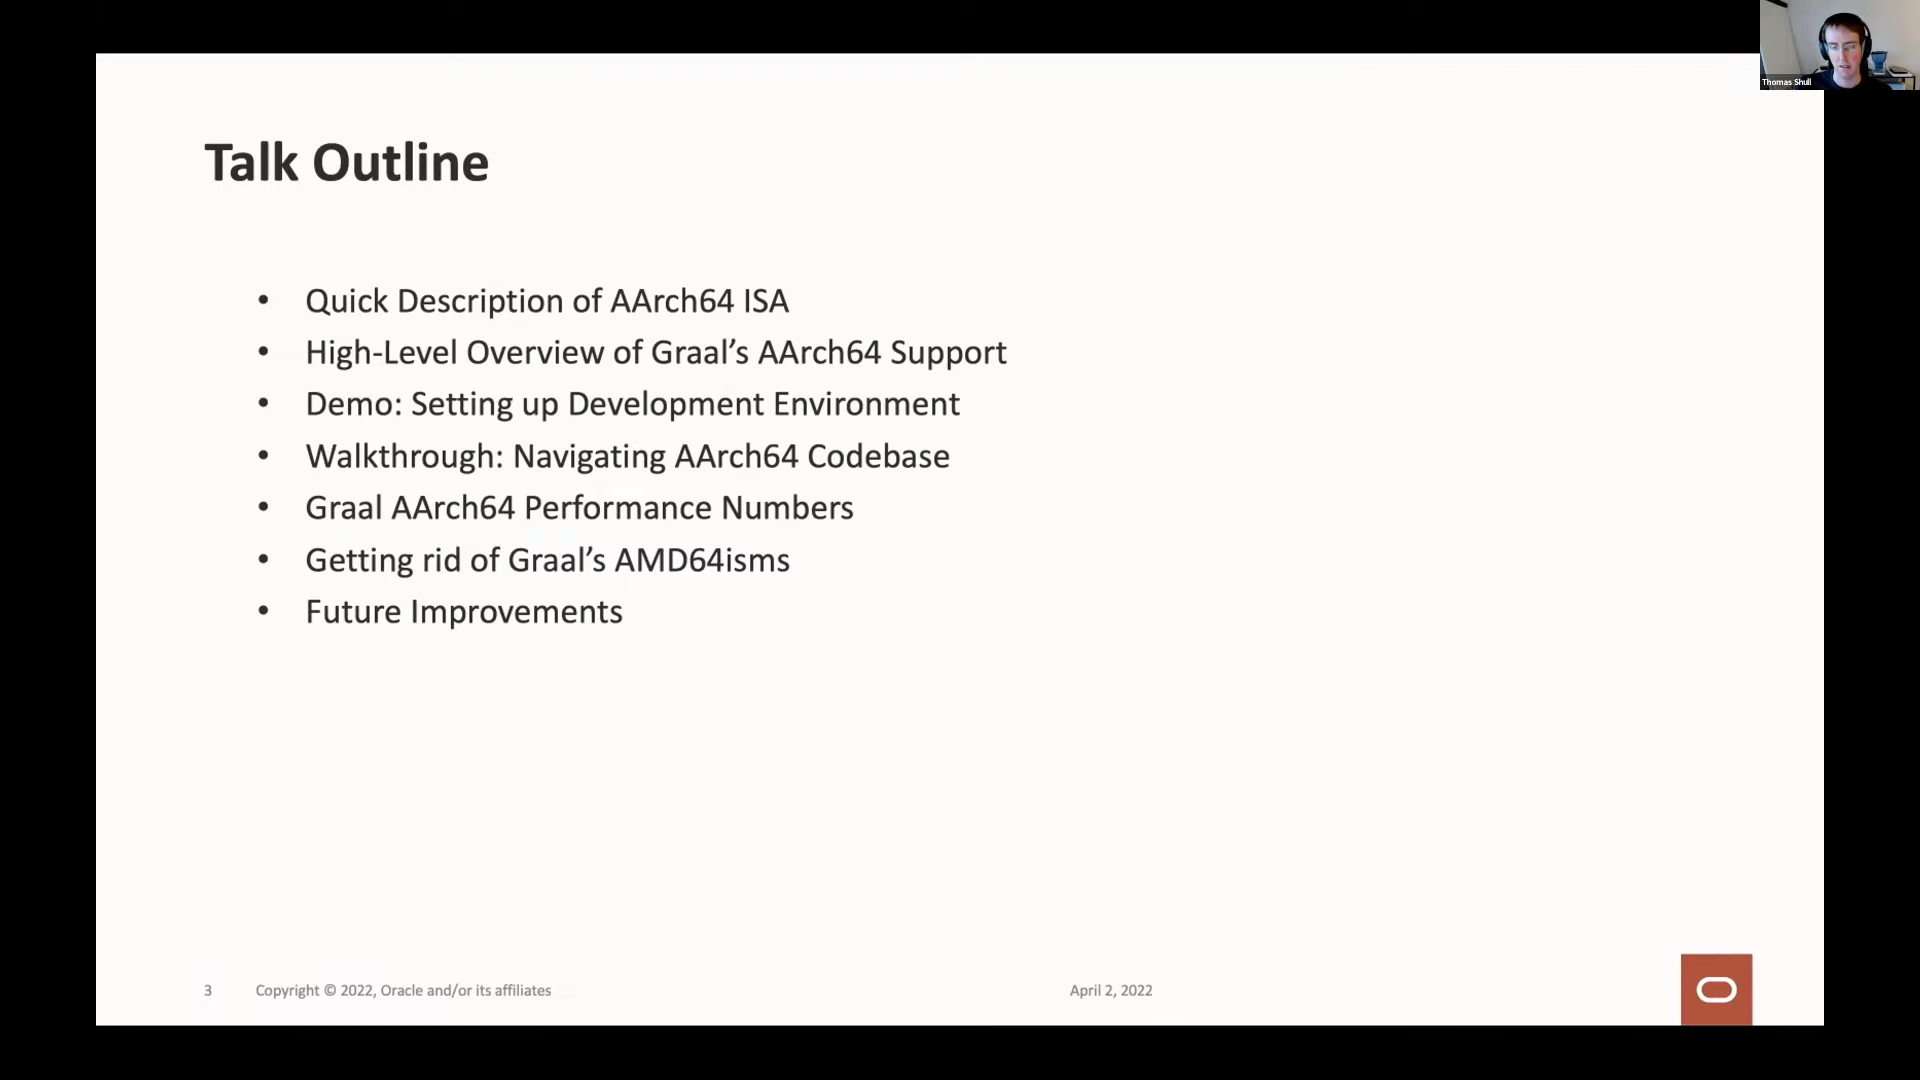 Thomas Shull
Talk Outline
• Quick Description of AArch64 ISA
• High-Level Overview of Graal’s AArch64 Support
• Demo: Setting up Development Environment
• Walkthrough: Navigating AArch64 Codebase
• Graal AArch64 Performance Numbers
• Getting rid of Graal’s AMD64isms
• Future Improvements
3 Copyright © 2022, Oracle and/or its affiliates April 2, 2022